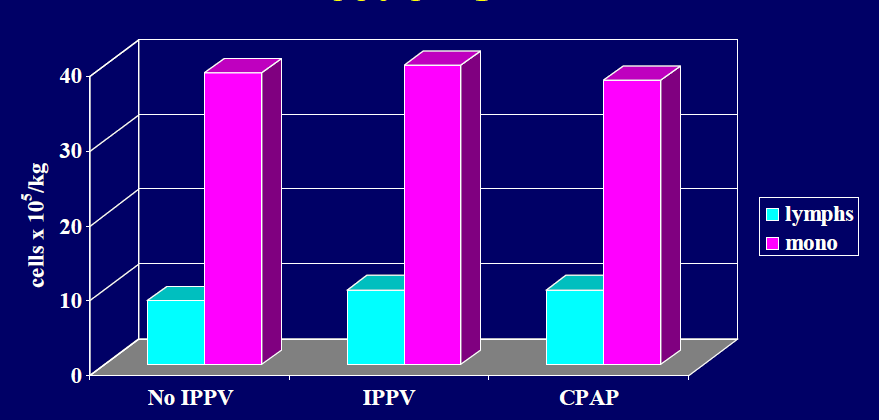 40
30
20
10
0
cells x 10⁵/kg
No IPPV IPPV CPAP
lymphs
mono